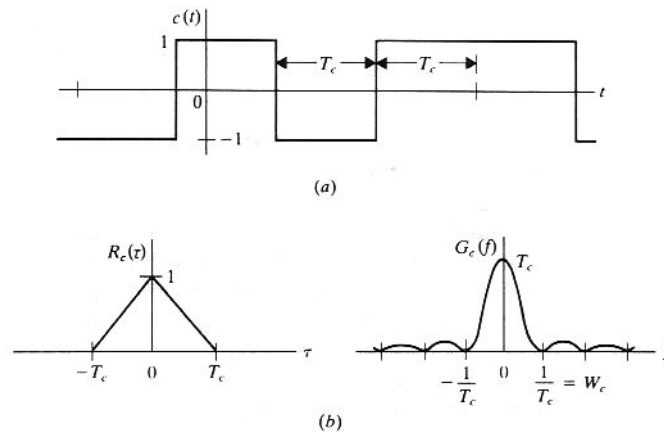 c(t)
1
T_c
T_c
0
t
−1
(a)
R_c(τ)
1
−T_c
0
T_c
τ
G_c(f)
T_c
−1/T_c
0
1/T_c = W_c
(b)